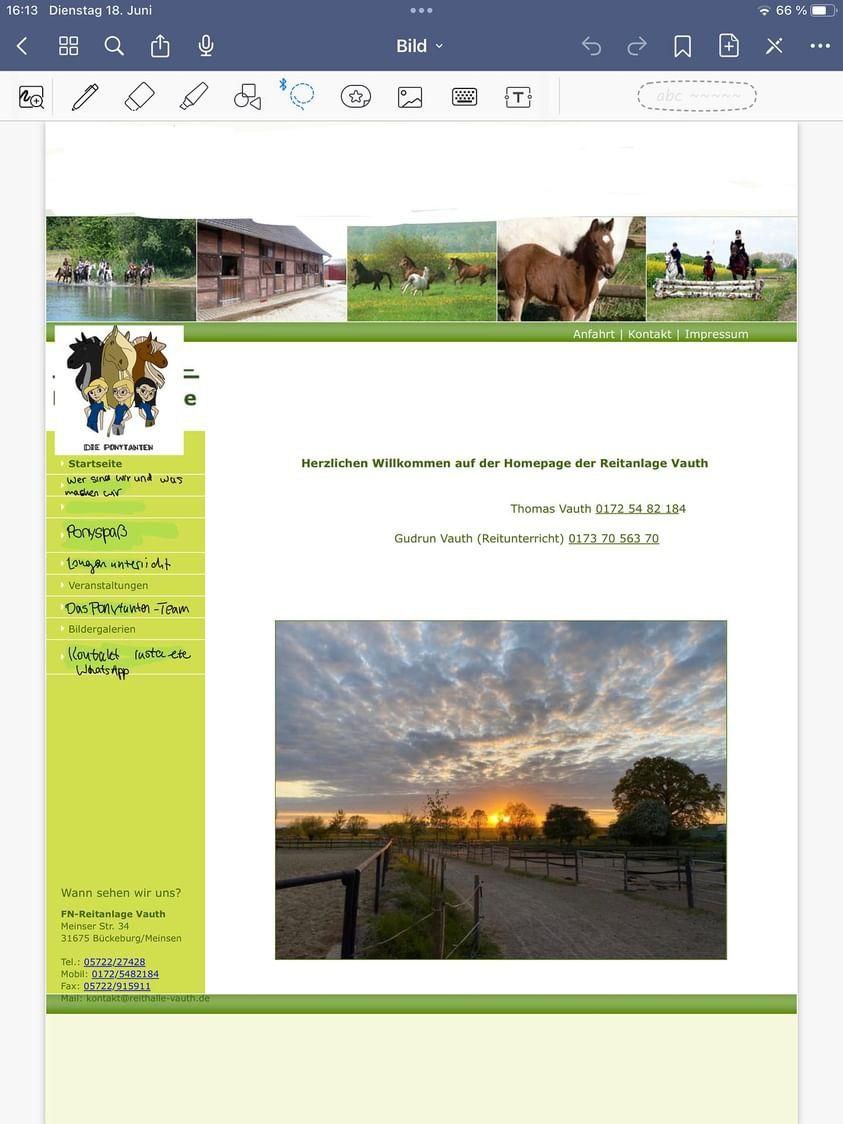 16:13 Dienstag 18. Juni
66 %
Bild
T
abc
Anfahrt | Kontakt | Impressum
e
DIE PONYTANTEN
Startseite
Wer sind wir und was
machen wir
Ponyspaß
Longenunterricht
Veranstaltungen
Das Ponytanten-Team
Bildergalerien
Kontakt Insta etc
WhatsApp
Herzlichen Willkommen auf der Homepage der Reitanlage Vauth
Thomas Vauth 0172 54 82 184
Gudrun Vauth (Reitunterricht) 0173 70 563 70
Wann sehen wir uns?
FN-Reitanlage Vauth
Meinser Str. 34
31675 Bückeburg/Meinsen
Tel.: 05722/27428
Mobil: 0172/5482184
Fax: 05722/915911
Mail: kontakt@reithalle-vauth.de